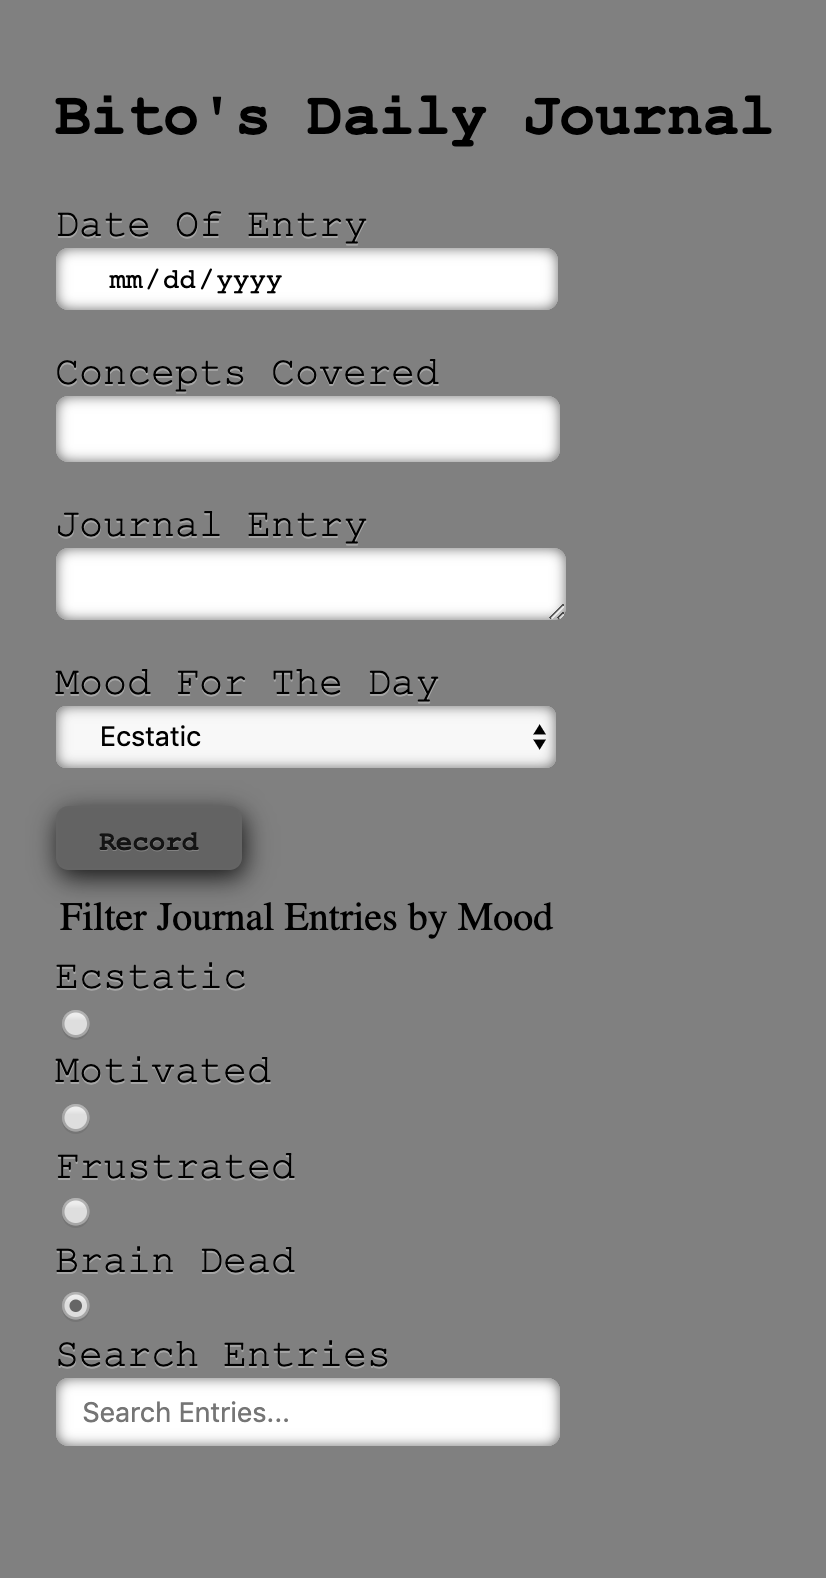 Bito's Daily Journal
Date Of Entry
mm/dd/yyyy
Concepts Covered
Journal Entry
Mood For The Day
Ecstatic
Record
Filter Journal Entries by Mood
Ecstatic
Motivated
Frustrated
Brain Dead
Search Entries
Search Entries...